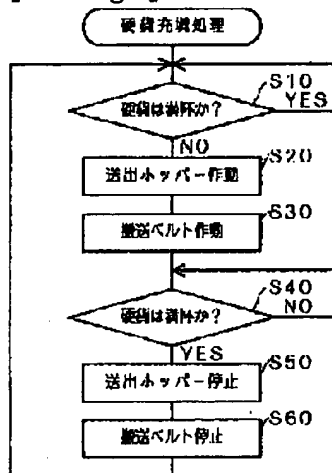 硬貨充填処理
S10
硬貨は満杯か?
YES
NO
S20
送出ホッパー作動
S30
搬送ベルト作動
S40
硬貨は満杯か?
NO
YES
S50
送出ホッパー停止
S60
搬送ベルト停止